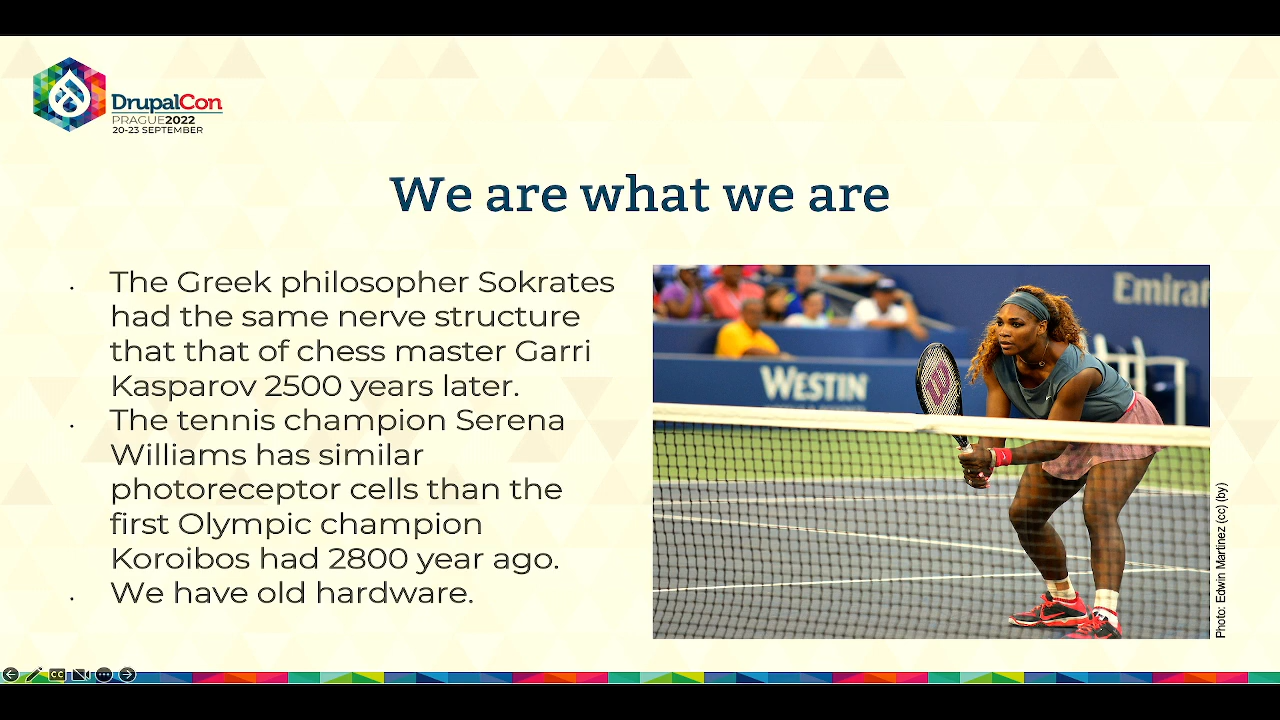 DrupalCon
PRAGUE2022
20-23 SEPTEMBER
We are what we are
. The Greek philosopher Sokrates
had the same nerve structure
that that of chess master Garri
Kasparov 2500 years later.
. The tennis champion Serena
Williams has similar
photoreceptor cells than the
first Olympic champion
Koroibos had 2800 year ago.
. We have old hardware.
Emirat
WESTIN
W
Photo: Edwin Martinez (cc) (by)
CC